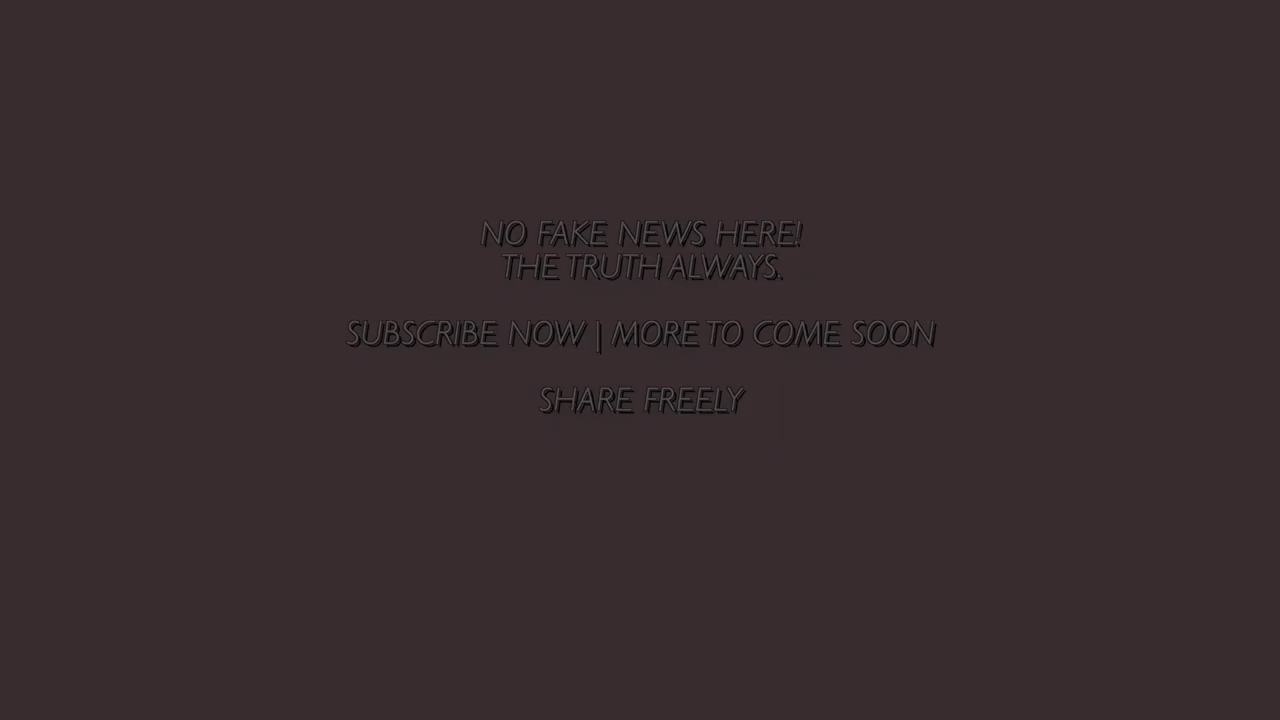 NO FAKE NEWS HERE!
THE TRUTH ALWAYS.
SUBSCRIBE NOW | MORE TO COME SOON
SHARE FREELY